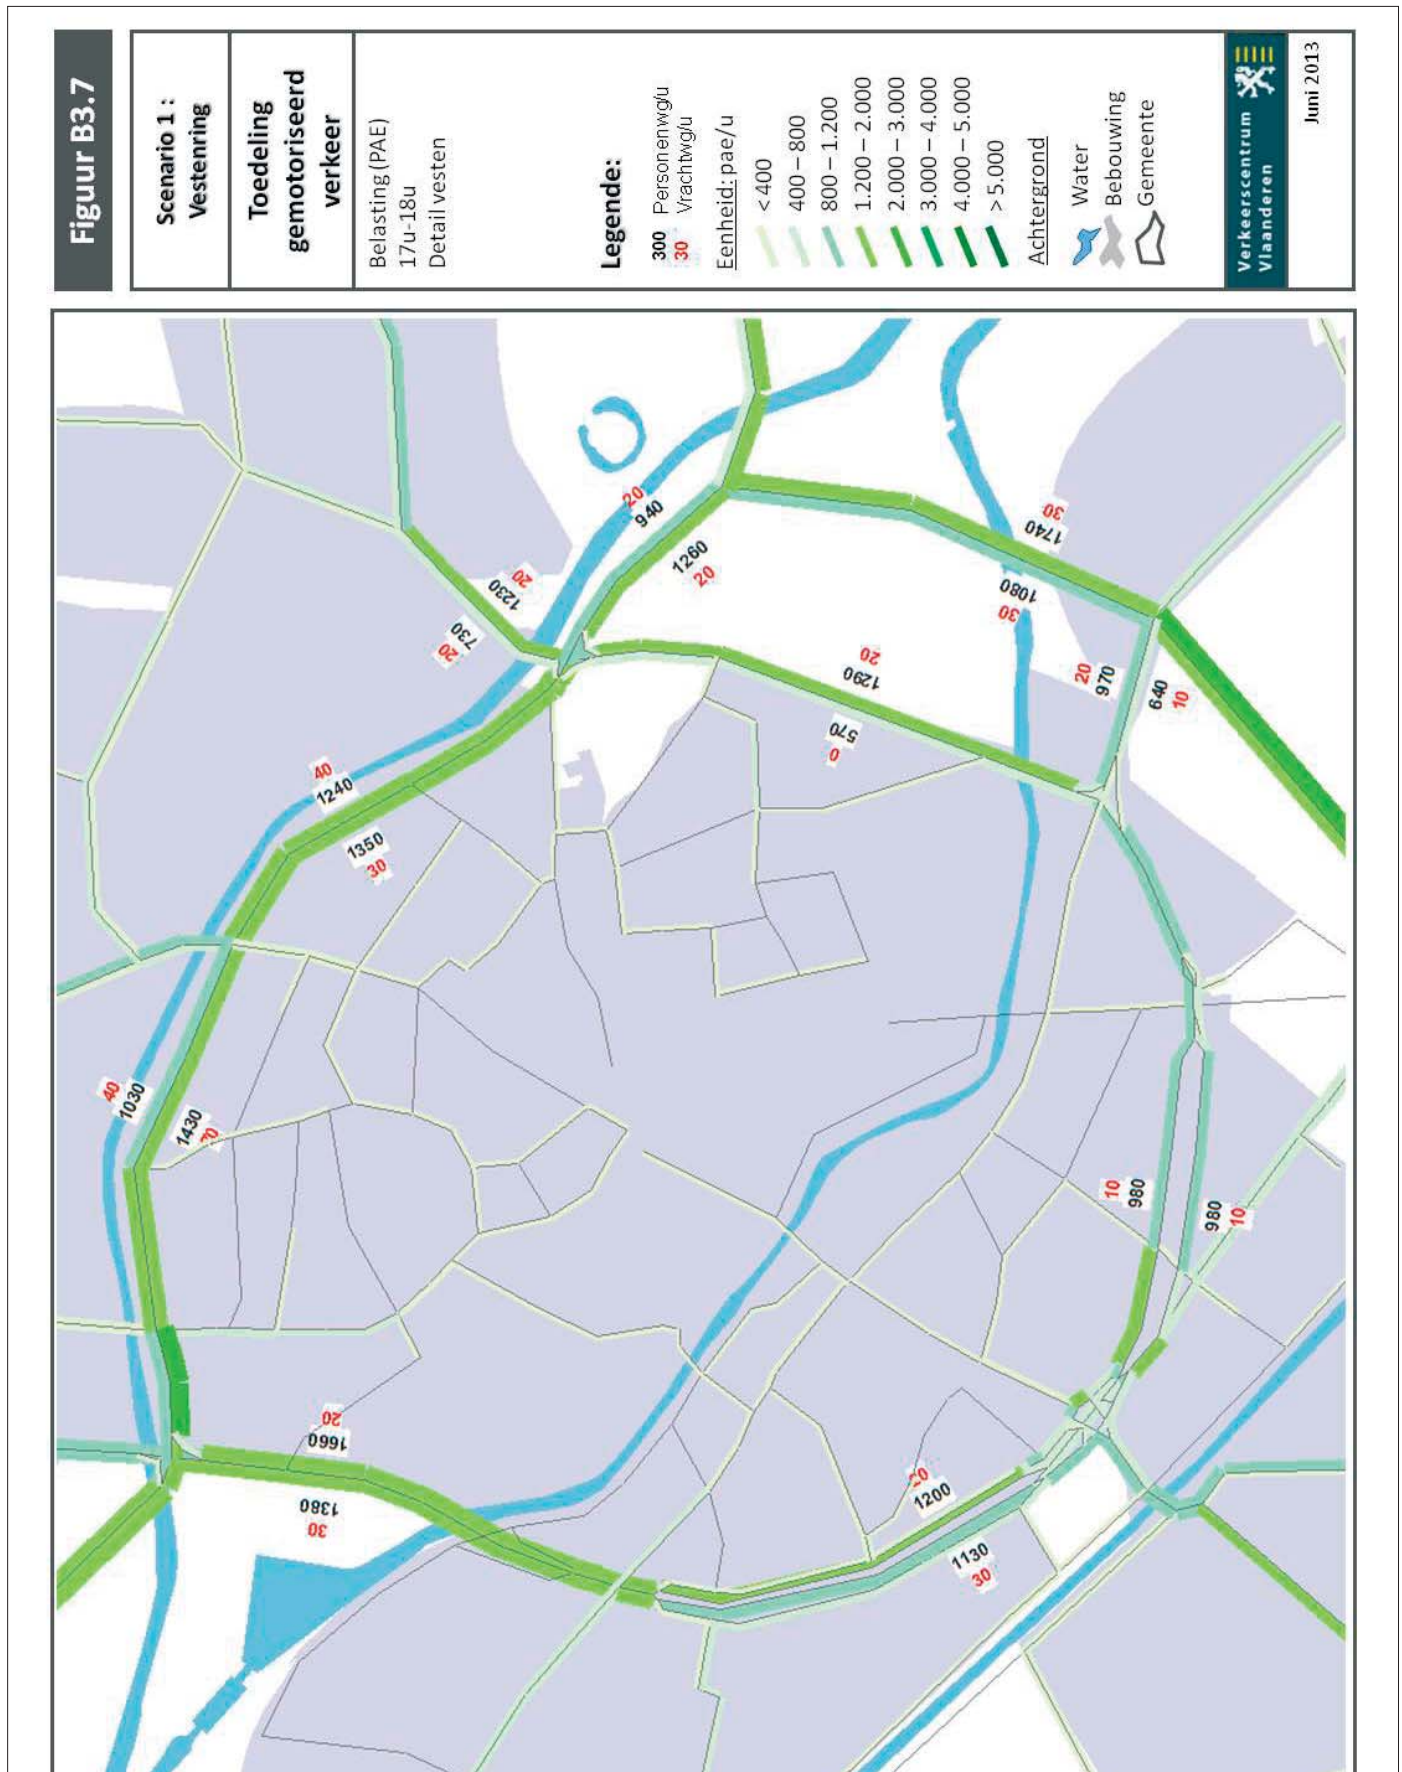 Figuur B3.7
Scenario 1 :
Vestenring
Toedeling
gemotoriseerd
verkeer
Belasting (PAE)
17u-18u
Detail vesten
Legende:
300 Personenwg/u
30 Vrachtwg/u
Eenheid: pae/u
< 400
400 – 800
800 – 1.200
1.200 – 2.000
2.000 – 3.000
3.000 – 4.000
4.000 – 5.000
> 5.000
Achtergrond
Water
Bebouwing
Gemeente
Verkeerscentrum
Vlaanderen
Juni 2013
20
940
1260
20
1230
20
730
20
30
1740
1080
30
20
1290
570
0
20
970
640
10
40
1240
1350
30
40
1030
1430
70
10
980
980
10
20
1660
1380
30
20
1200
1130
30